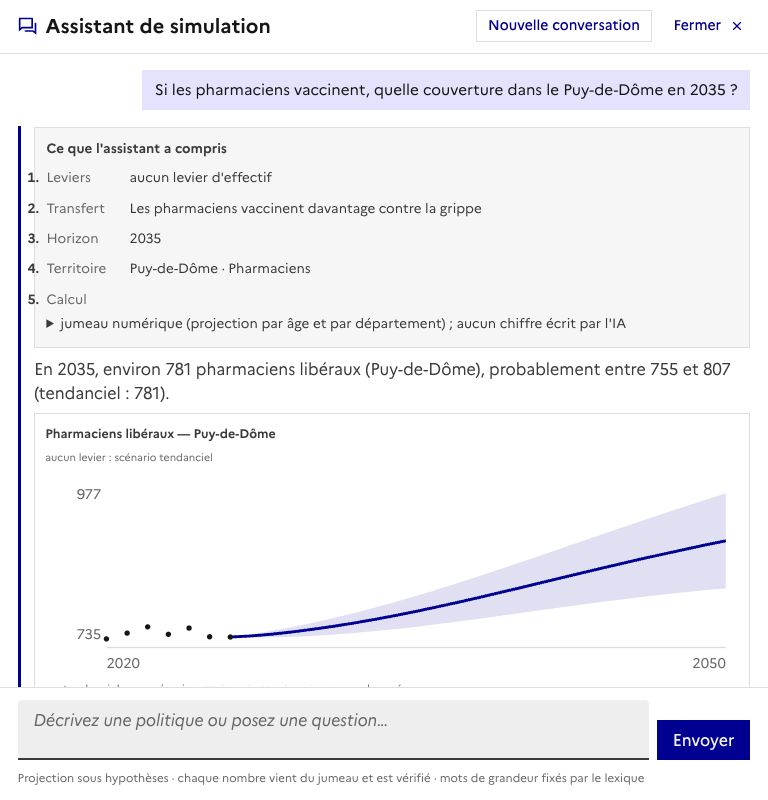 Assistant de simulation
Nouvelle conversation
Fermer ×
Si les pharmaciens vaccinent, quelle couverture dans le Puy-de-Dôme en 2035 ?
Ce que l'assistant a compris
1. Leviers aucun levier d'effectif
2. Transfert Les pharmaciens vaccinent davantage contre la grippe
3. Horizon 2035
4. Territoire Puy-de-Dôme · Pharmaciens
5. Calcul
▶ jumeau numérique (projection par âge et par département) ; aucun chiffre écrit par l'IA
En 2035, environ 781 pharmaciens libéraux (Puy-de-Dôme), probablement entre 755 et 807
(tendanciel : 781).
Pharmaciens libéraux — Puy-de-Dôme
aucun levier : scénario tendanciel
977
735
2020 2050
Décrivez une politique ou posez une question…
Envoyer
Projection sous hypothèses · chaque nombre vient du jumeau et est vérifié · mots de grandeur fixés par le lexique